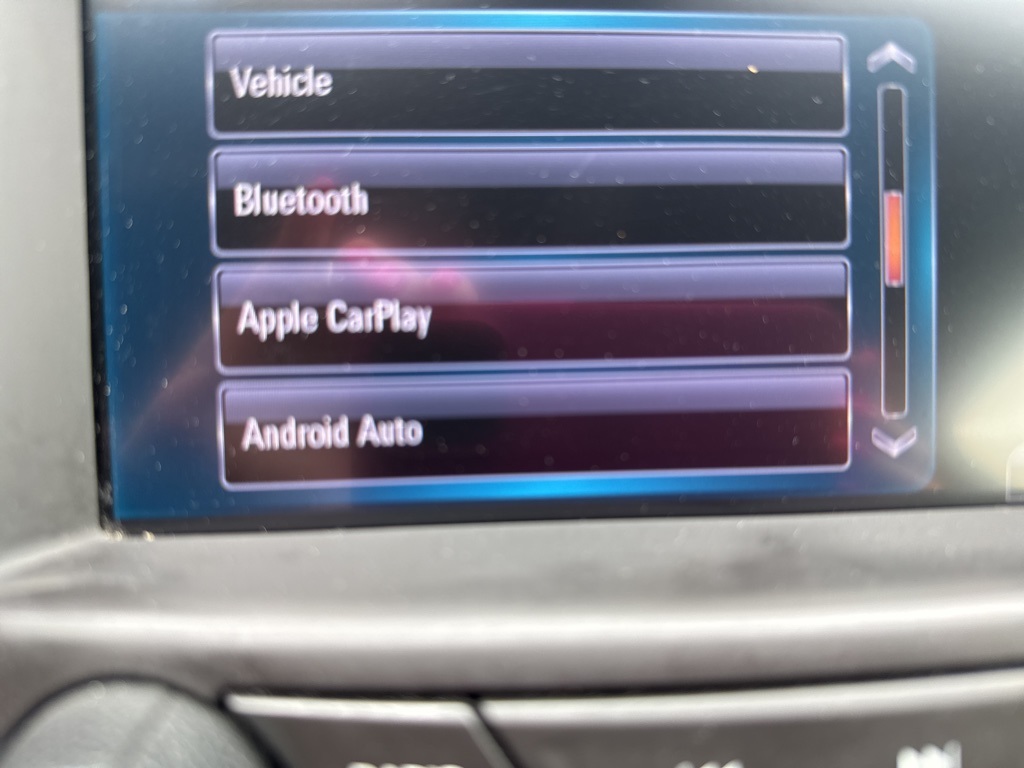 Vehicle
Bluetooth
Apple CarPlay
Android Auto